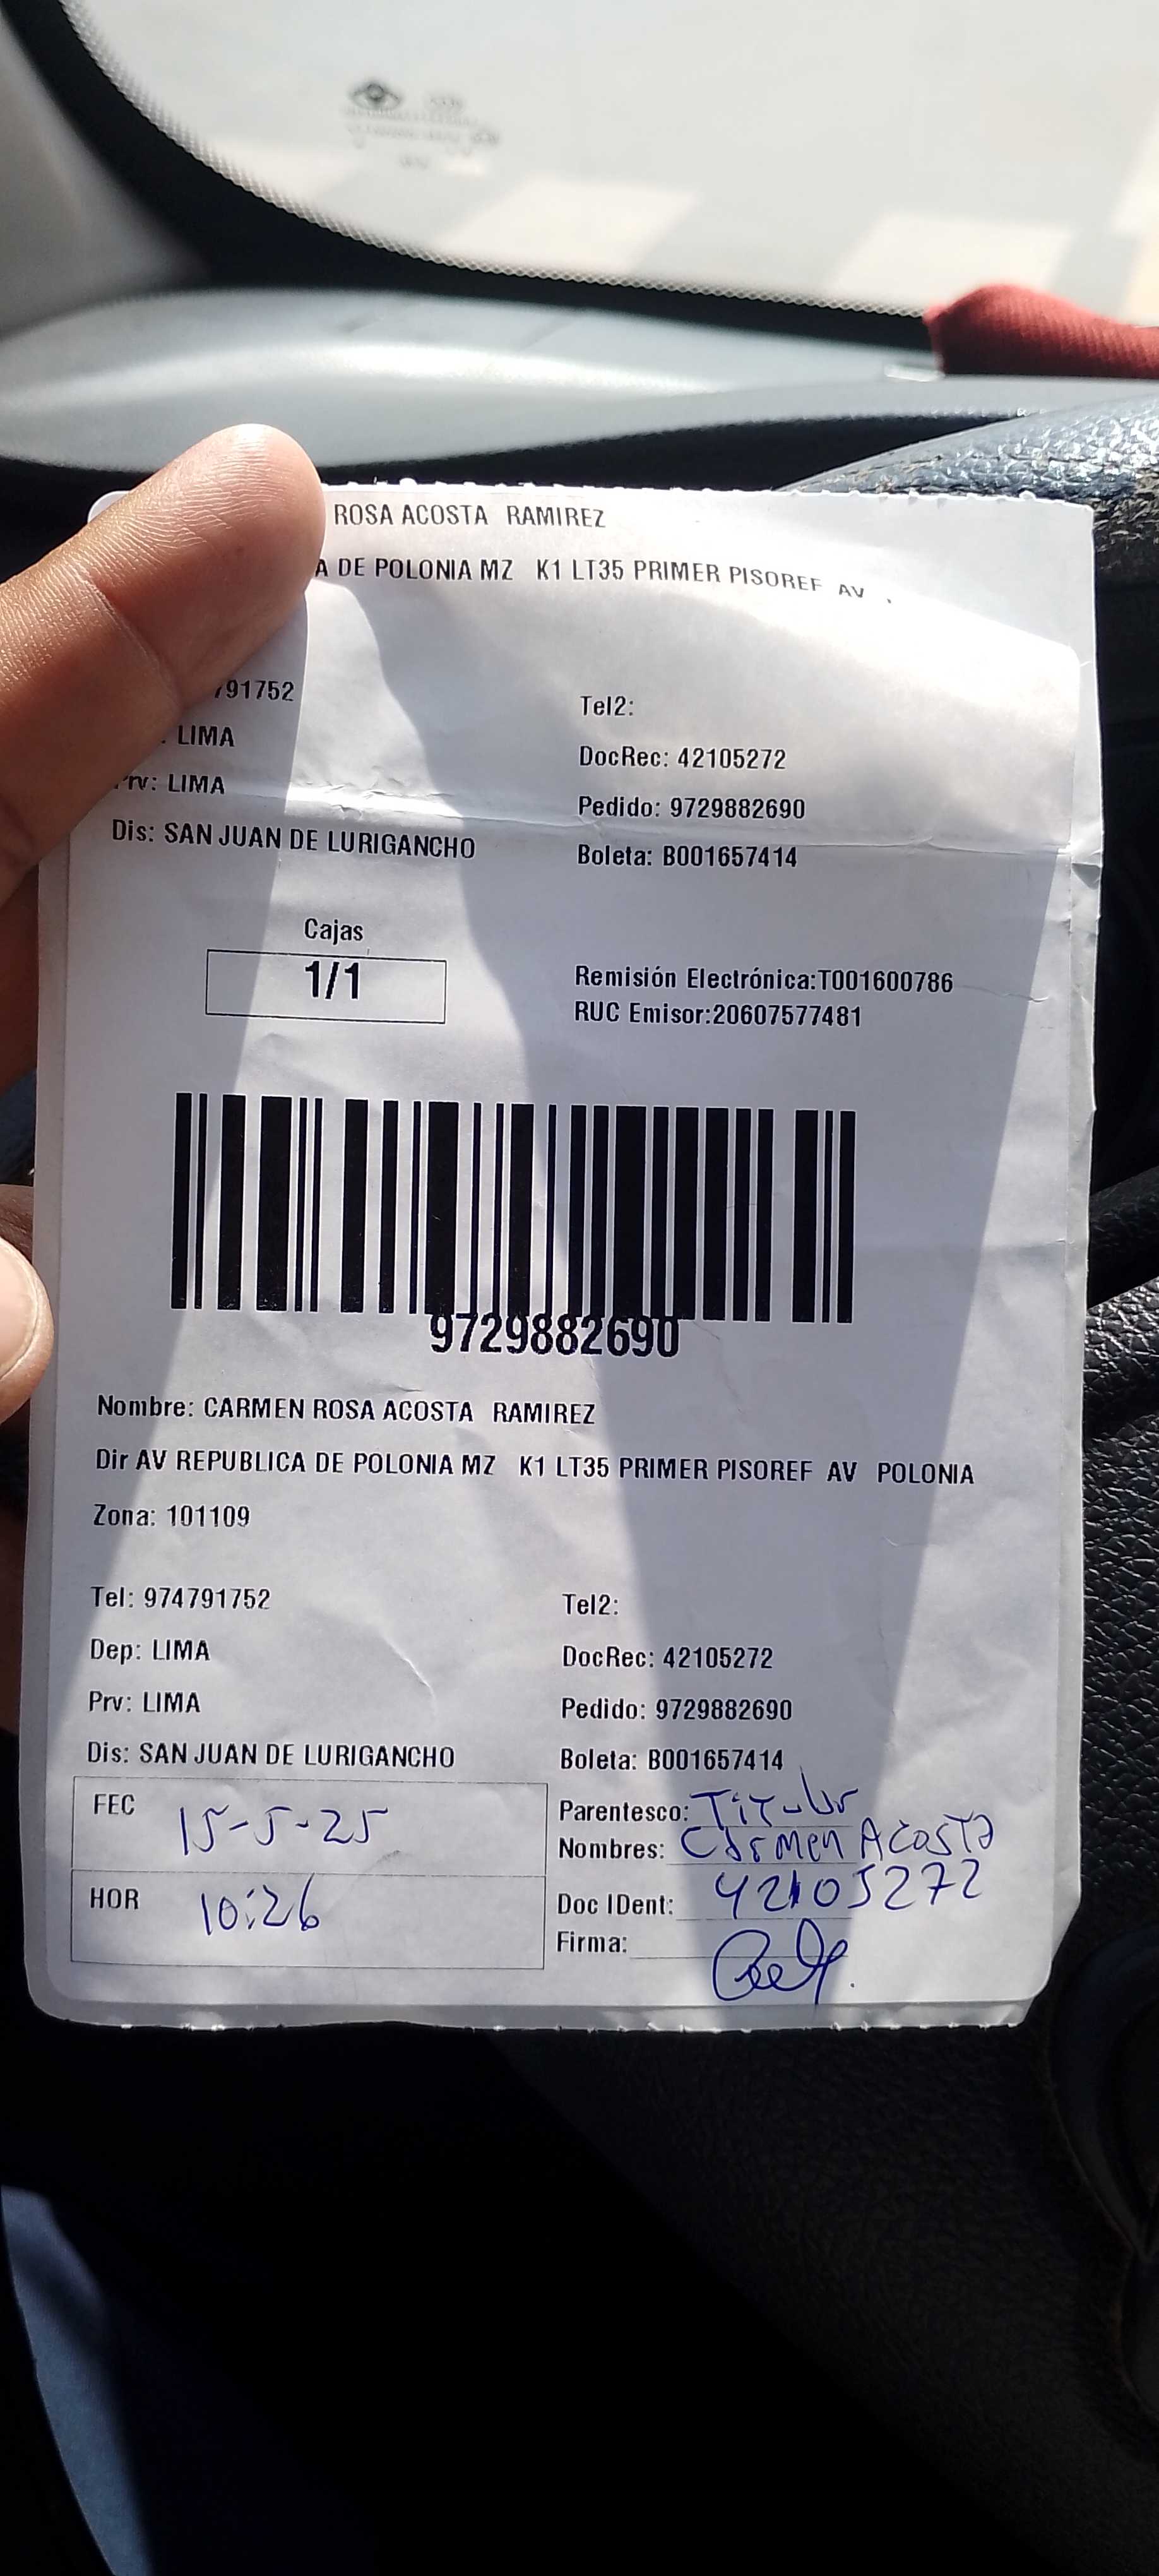 ROSA ACOSTA RAMIREZ
A DE POLONIA MZ K1 LT35 PRIMER PISOREF AV
791752
Tel2:
LIMA
DocRec: 42105272
Prv: LIMA
Pedido: 9729882690
Dis: SAN JUAN DE LURIGANCHO
Boleta: B001657414
Cajas
1/1
Remisión Electrónica:T001600786
RUC Emisor:20607577481
9729882690
Nombre: CARMEN ROSA ACOSTA RAMIREZ
Dir AV REPUBLICA DE POLONIA MZ K1 LT35 PRIMER PISOREF AV POLONIA
Zona: 101109
Tel: 974791752
Tel2:
Dep: LIMA
DocRec: 42105272
Prv: LIMA
Pedido: 9729882690
Dis: SAN JUAN DE LURIGANCHO
Boleta: B001657414
FEC 15-5-25
Parentesco: Titular
Nombres: Carmen Acosta
HOR 10:26
Doc IDent: 42105272
Firma: